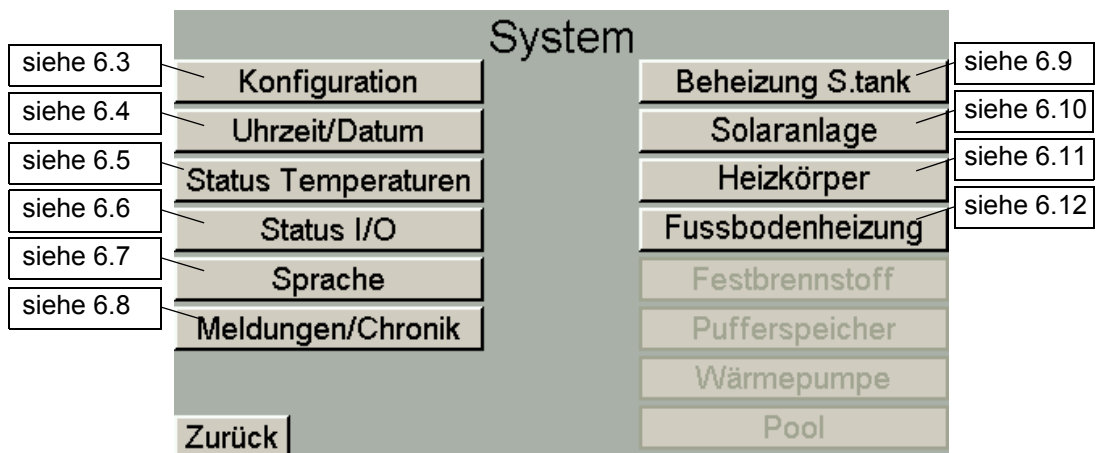 System
siehe 6.3
Konfiguration
siehe 6.4
Uhrzeit/Datum
siehe 6.5
Status Temperaturen
siehe 6.6
Status I/O
siehe 6.7
Sprache
siehe 6.8
Meldungen/Chronik
Zurück
Beheizung S.tank
siehe 6.9
Solaranlage
siehe 6.10
Heizkörper
siehe 6.11
Fussbodenheizung
siehe 6.12
Festbrennstoff
Pufferspeicher
Wärmepumpe
Pool